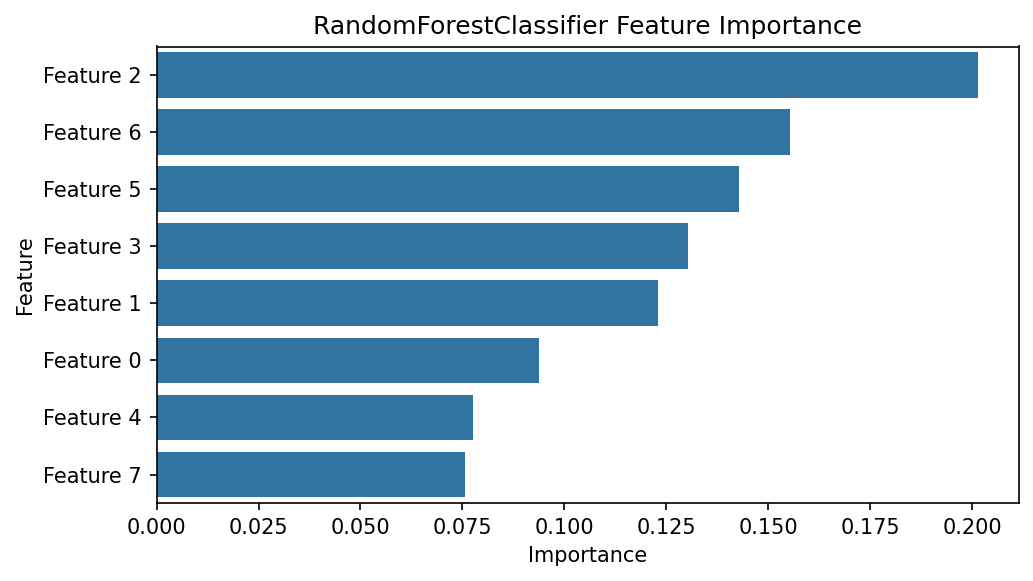 RandomForestClassifier Feature Importance
Feature 2
Feature 6
Feature 5
Feature 3
Feature 1
Feature 0
Feature 4
Feature 7
Feature
0.000 0.025 0.050 0.075 0.100 0.125 0.150 0.175 0.200
Importance